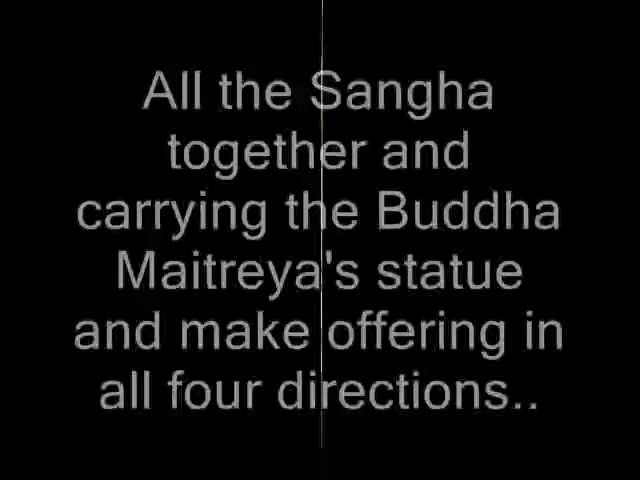 All the Sangha
together and
carrying the Buddha
Maitreya's statue
and make offering in
all four directions..